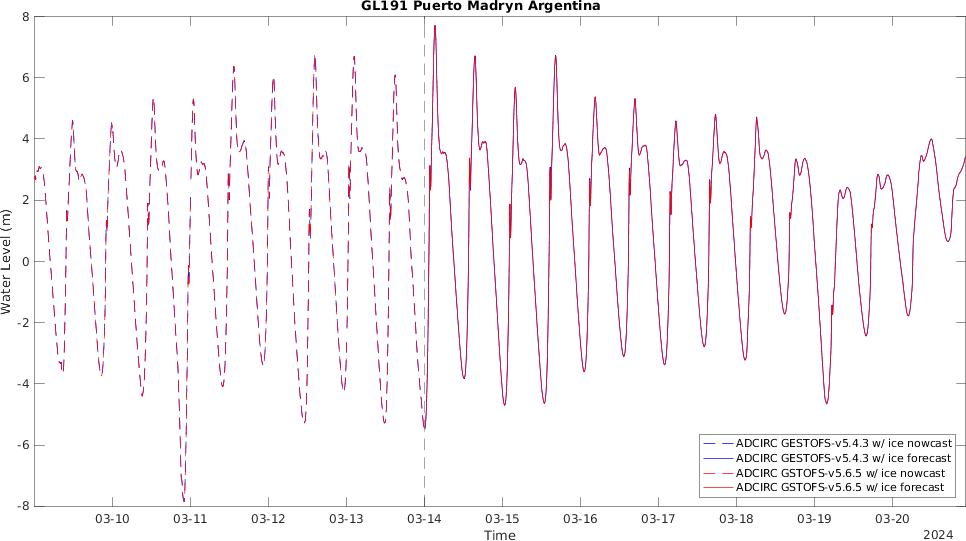 GL191 Puerto Madryn Argentina
8
6
4
2
0
-2
-4
-6
-8
Water Level (m)
ADCIRC GESTOFS-v5.4.3 w/ ice nowcast
ADCIRC GESTOFS-v5.4.3 w/ ice forecast
ADCIRC GSTOFS-v5.6.5 w/ ice nowcast
ADCIRC GSTOFS-v5.6.5 w/ ice forecast
03-10 03-11 03-12 03-13 03-14 03-15 03-16 03-17 03-18 03-19 03-20
Time
2024